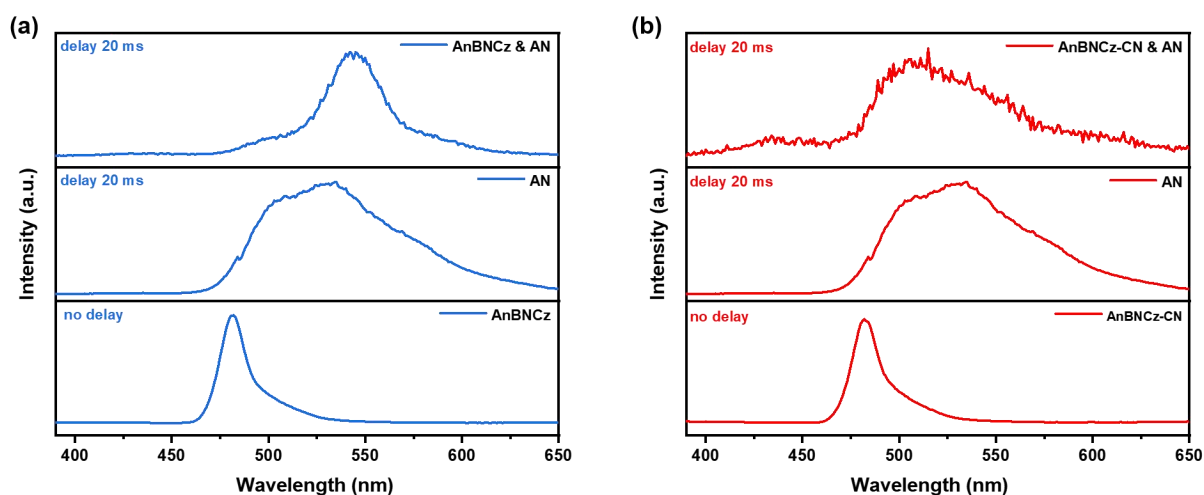 (a)
delay 20 ms
AnBNCz & AN
delay 20 ms
AN
no delay
AnBNCz
Intensity (a.u.)
400 450 500 550 600 650
Wavelength (nm)
(b)
delay 20 ms
AnBNCz-CN & AN
delay 20 ms
AN
no delay
AnBNCz-CN
Intensity (a.u.)
400 450 500 550 600 650
Wavelength (nm)